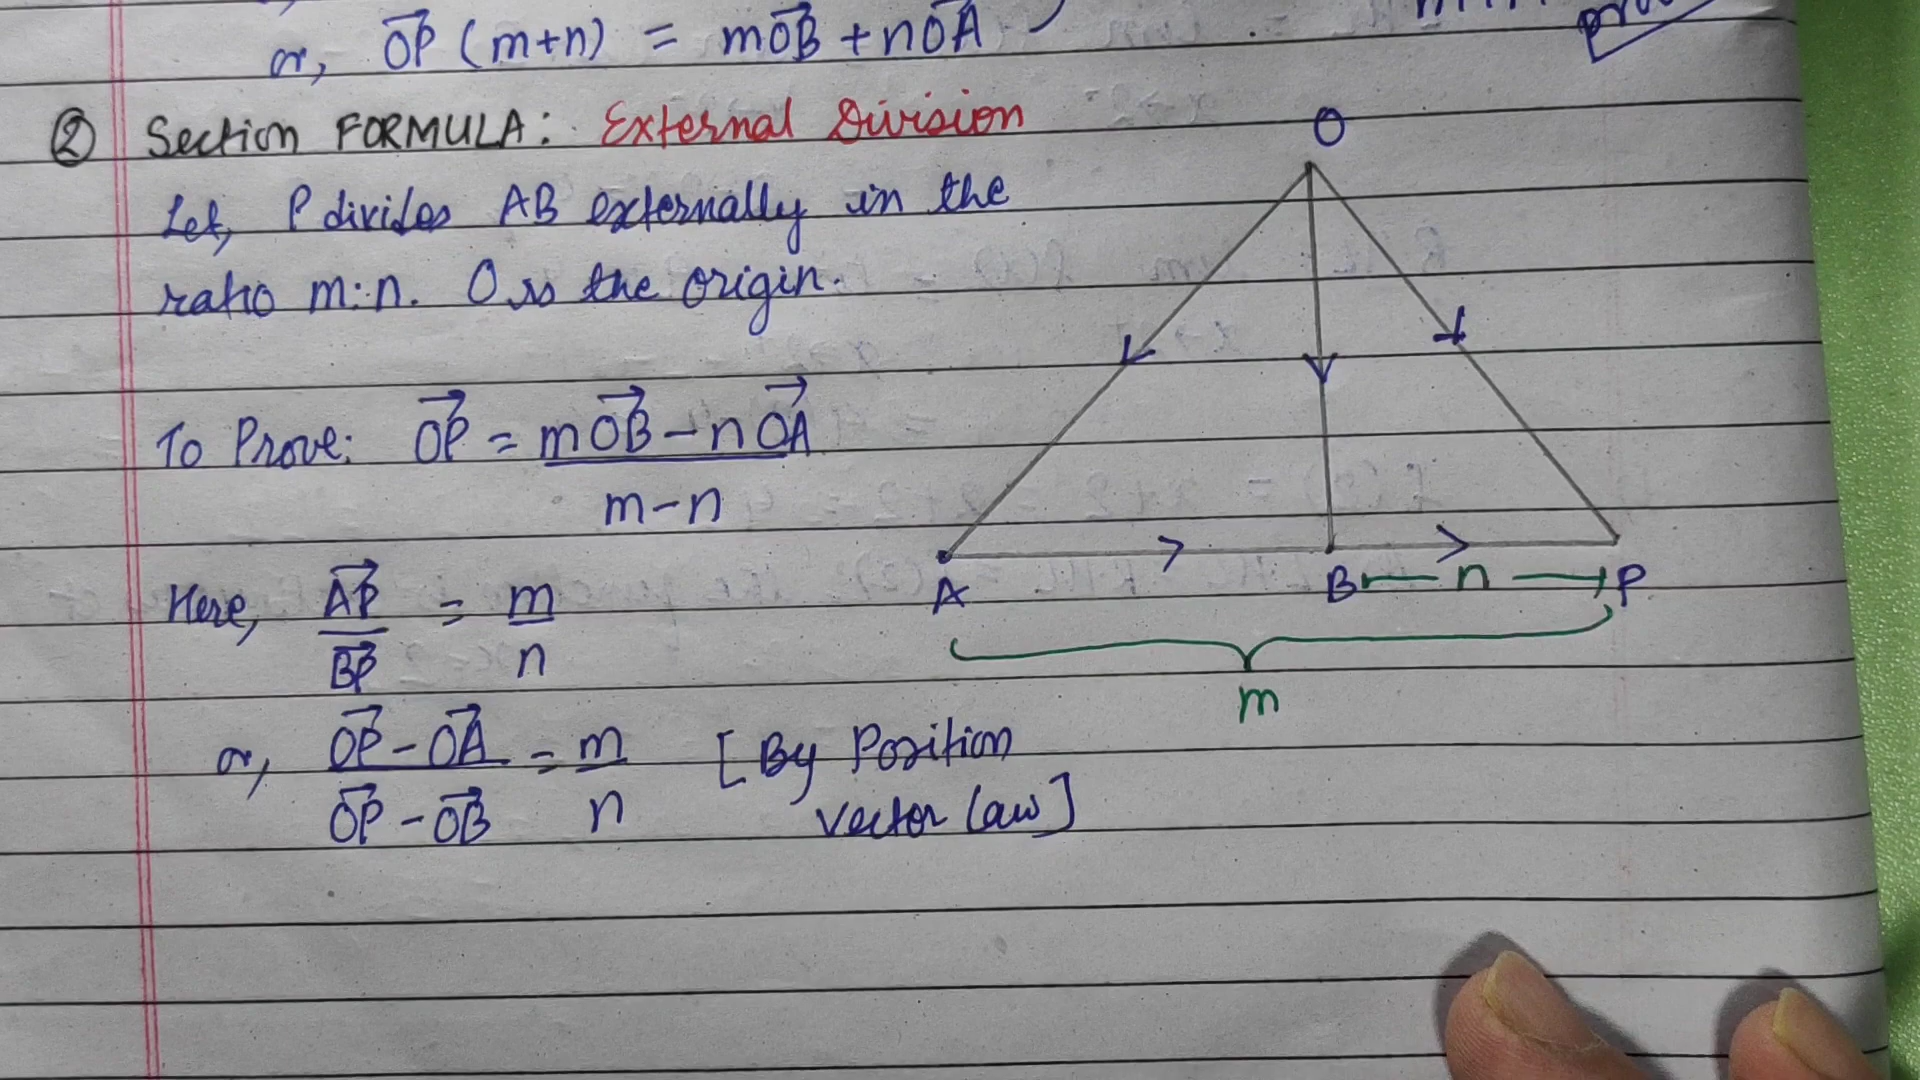 or, OP⃗ (m+n) = mOB⃗ + nOA⃗
② Section FORMULA: External Division
Let, P divides AB externally in the
ratio m:n. O is the origin.
To Prove: OP⃗ = mOB⃗ - nOA⃗
m-n
Here, AP⃗ = m
BP⃗ n
or, OP⃗ - OA⃗ = m [By Position
OP⃗ - OB⃗ n vector law]
O
A B n P
m